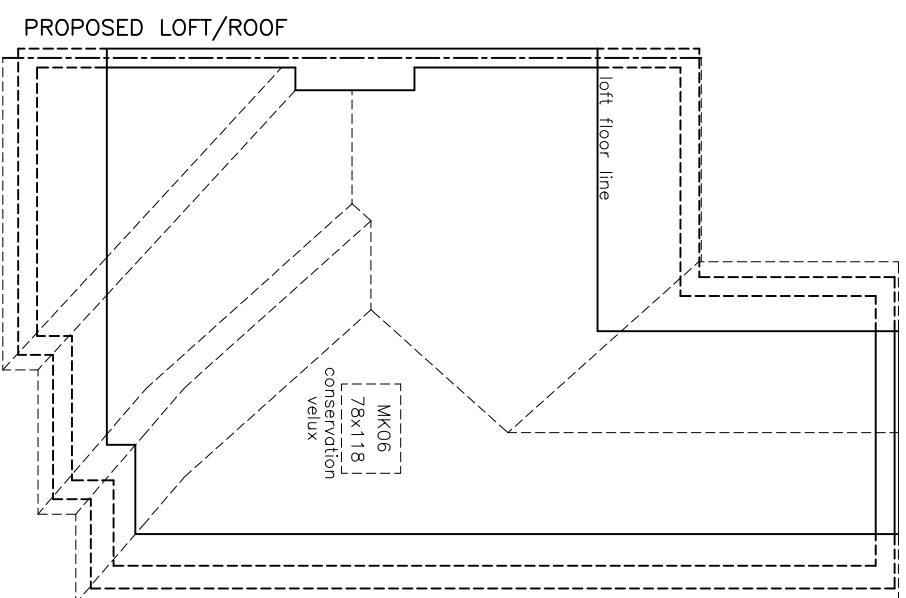 PROPOSED LOFT/ROOF
loft floor line
MK06
78x118
conservation
velux